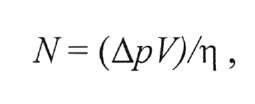 N = (ΔpV)/η ,